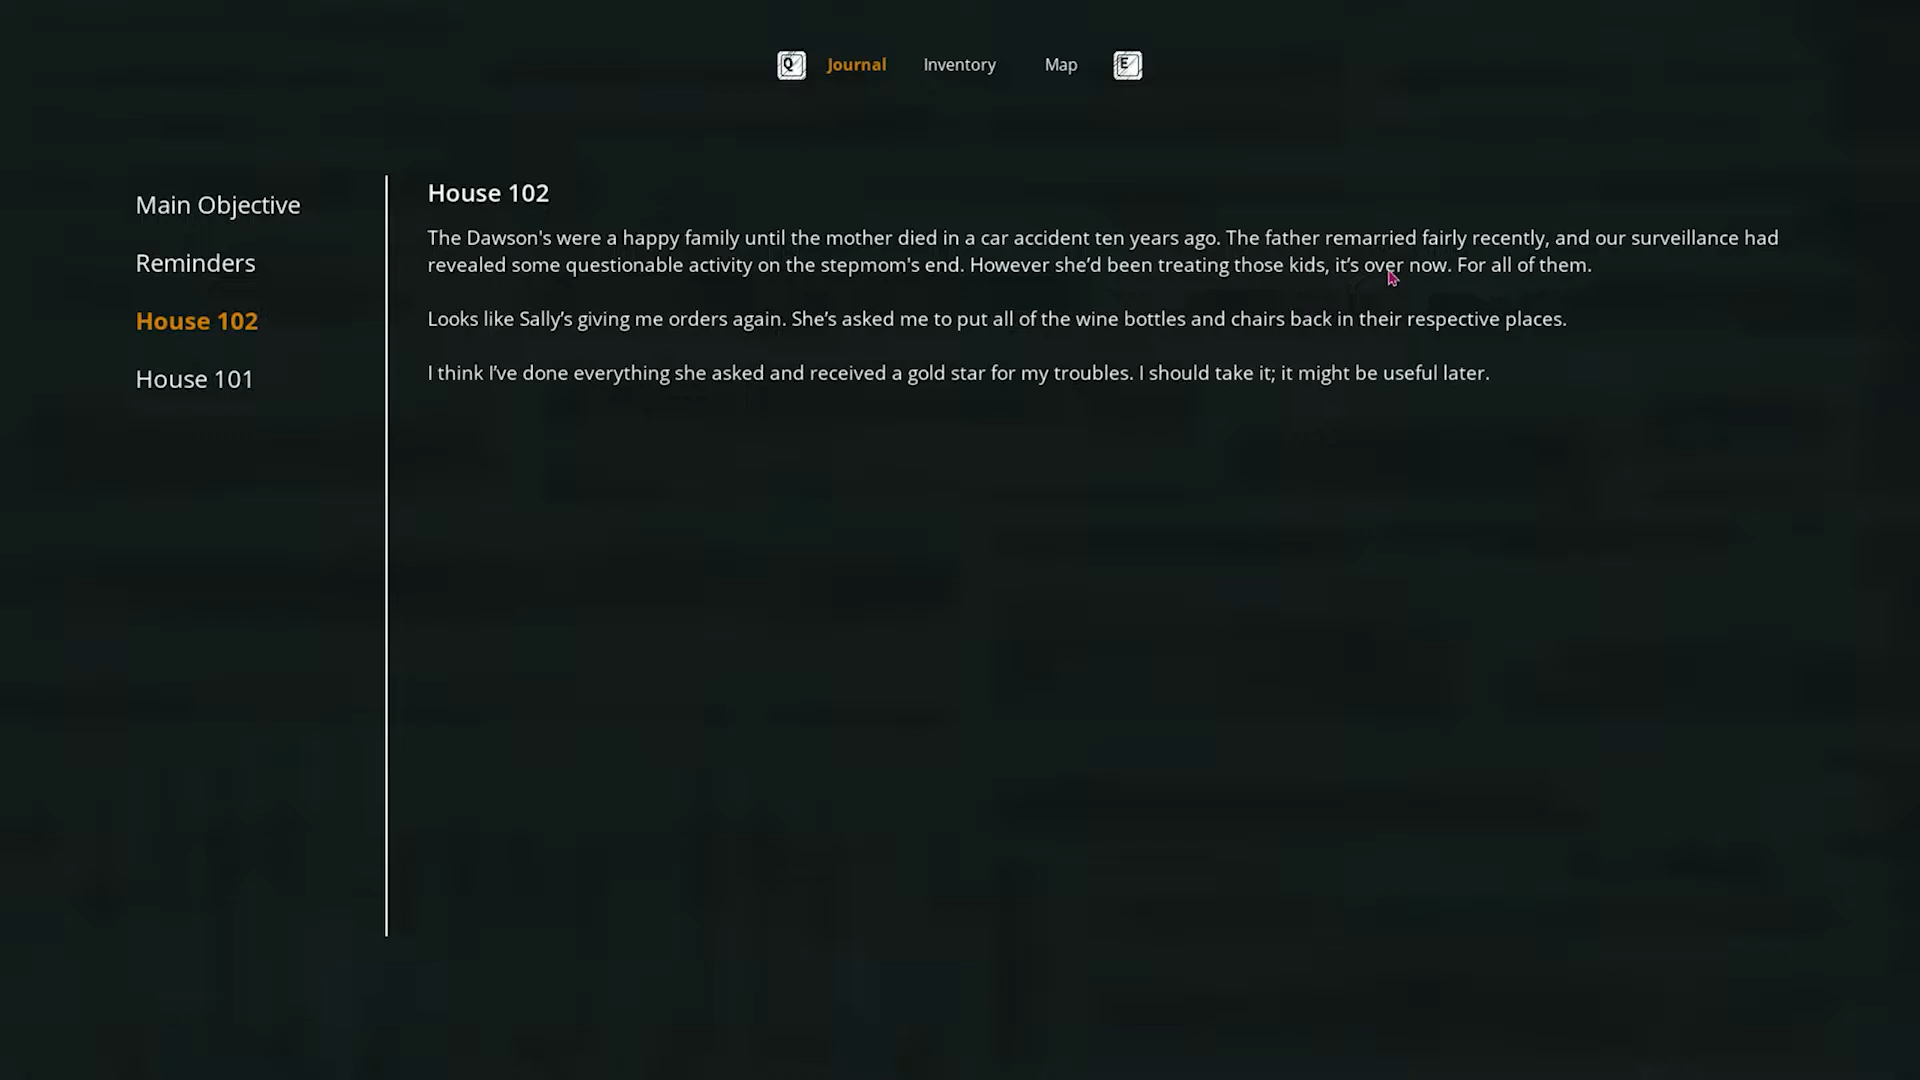 Q Journal Inventory Map E
Main Objective
Reminders
House 102
House 101
House 102
The Dawson's were a happy family until the mother died in a car accident ten years ago. The father remarried fairly recently, and our surveillance had
revealed some questionable activity on the stepmom's end. However she’d been treating those kids, it’s over now. For all of them.
Looks like Sally’s giving me orders again. She’s asked me to put all of the wine bottles and chairs back in their respective places.
I think I’ve done everything she asked and received a gold star for my troubles. I should take it; it might be useful later.